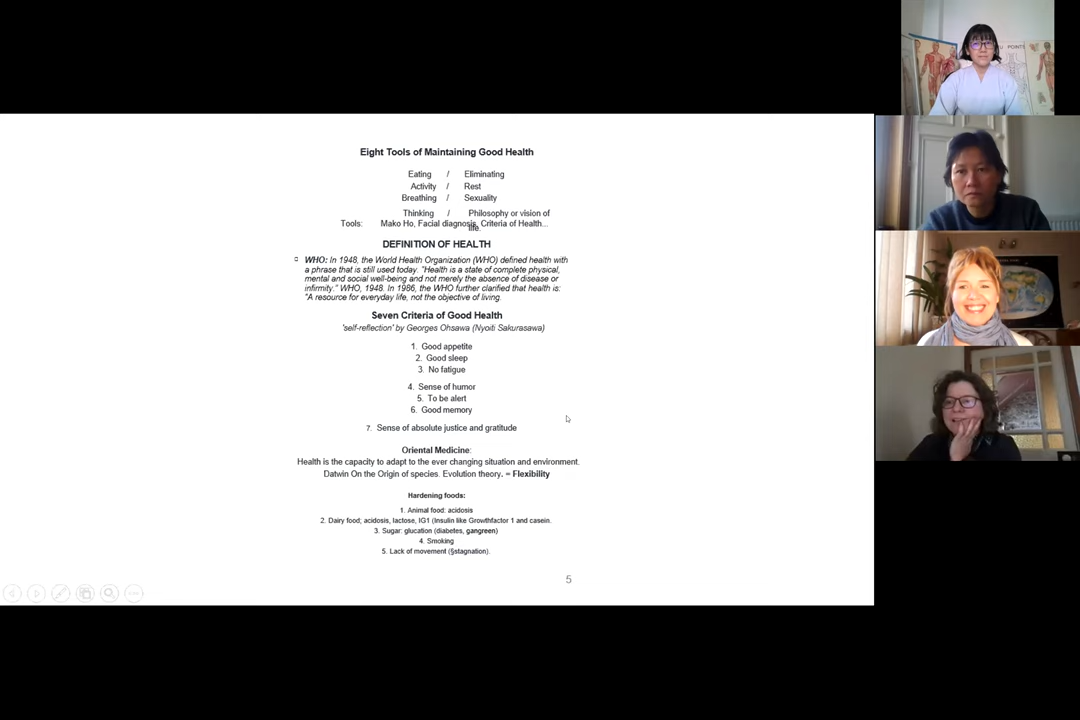 Eight Tools of Maintaining Good Health
Eating / Eliminating
Activity / Rest
Breathing / Sexuality
Thinking / Philosophy or vision of
life.
Tools: Mako Ho, Facial diagnosis, Criteria of Health...
DEFINITION OF HEALTH
WHO: In 1948, the World Health Organization (WHO) defined health with
a phrase that is still used today. "Health is a state of complete physical,
mental and social well-being and not merely the absence of disease or
infirmity." WHO, 1948. In 1986, the WHO further clarified that health is:
"A resource for everyday life, not the objective of living.
Seven Criteria of Good Health
'self-reflection' by Georges Ohsawa (Nyoiti Sakurasawa)
1. Good appetite
2. Good sleep
3. No fatigue
4. Sense of humor
5. To be alert
6. Good memory
7. Sense of absolute justice and gratitude
Oriental Medicine:
Health is the capacity to adapt to the ever changing situation and environment.
Datwin On the Origin of species. Evolution theory. = Flexibility
Hardening foods:
1. Animal food: acidosis
2. Dairy food; acidosis, lactose, IG1 (Insulin like Growthfactor 1 and casein.
3. Sugar: glucation (diabetes, gangreen)
4. Smoking
5. Lack of movement (§stagnation).
5
POINTS